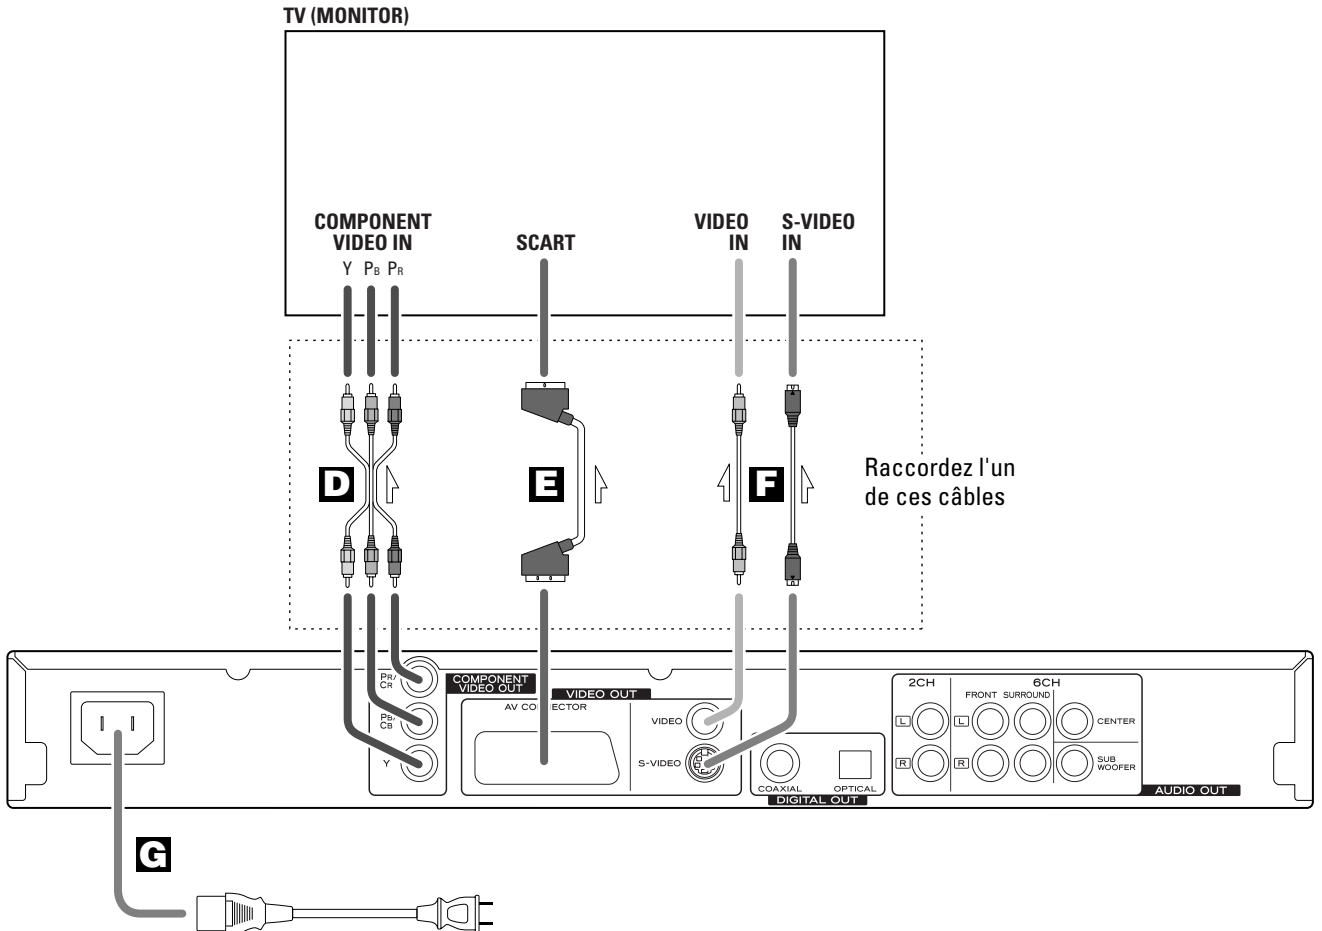 TV (MONITOR)
COMPONENT
VIDEO IN
Y PB PR
SCART
VIDEO
IN
S-VIDEO
IN
D
E
F
Raccordez l'un
de ces câbles
PR/
CR
COMPONENT
VIDEO OUT
PB/
CB
Y
VIDEO OUT
AV CONNECTOR
VIDEO
S-VIDEO
COAXIAL
OPTICAL
DIGITAL OUT
2CH
6CH
FRONT SURROUND
L
L
CENTER
R
R
SUB
WOOFER
AUDIO OUT
G